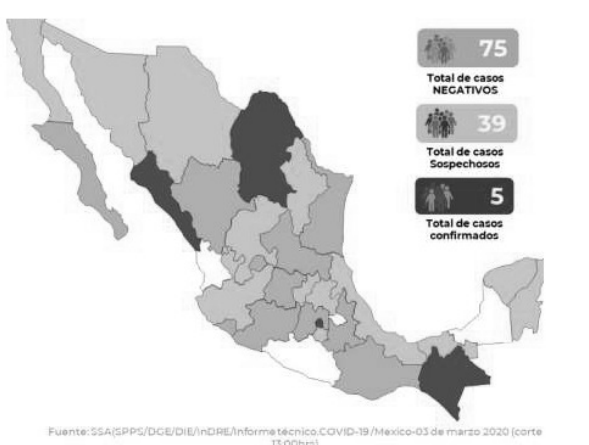 75
Total de casos
NEGATIVOS
39
Total de casos
Sospechosos
5
Total de casos
confirmados
Fuente: SSA(SPPS/DGE/DIE/InDRE/Informe técnico.COVID-19/Mexico-03 de marzo 2020 (corte
13:00hrs)